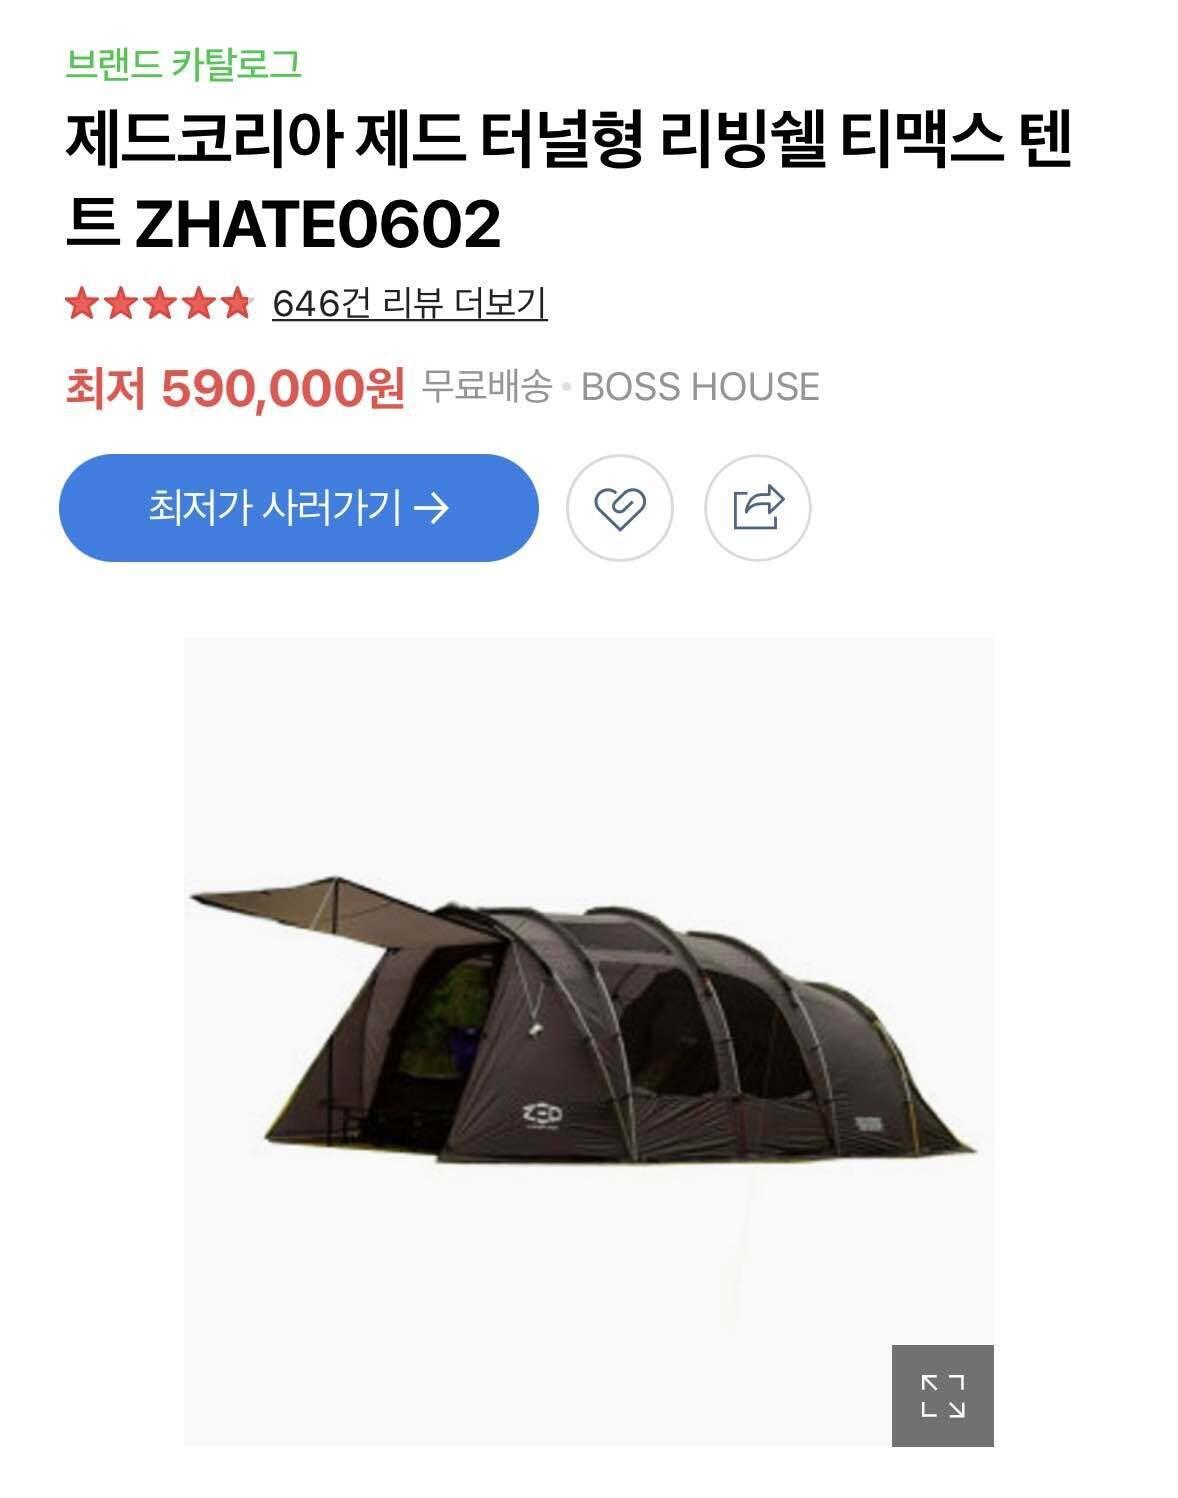 브랜드 카탈로그
제드코리아 제드 터널형 리빙쉘 티맥스 텐
트 ZHATE0602
646건 리뷰 더보기
최저 590,000원 무료배송 · BOSS HOUSE
최저가 사러가기 →
ZED